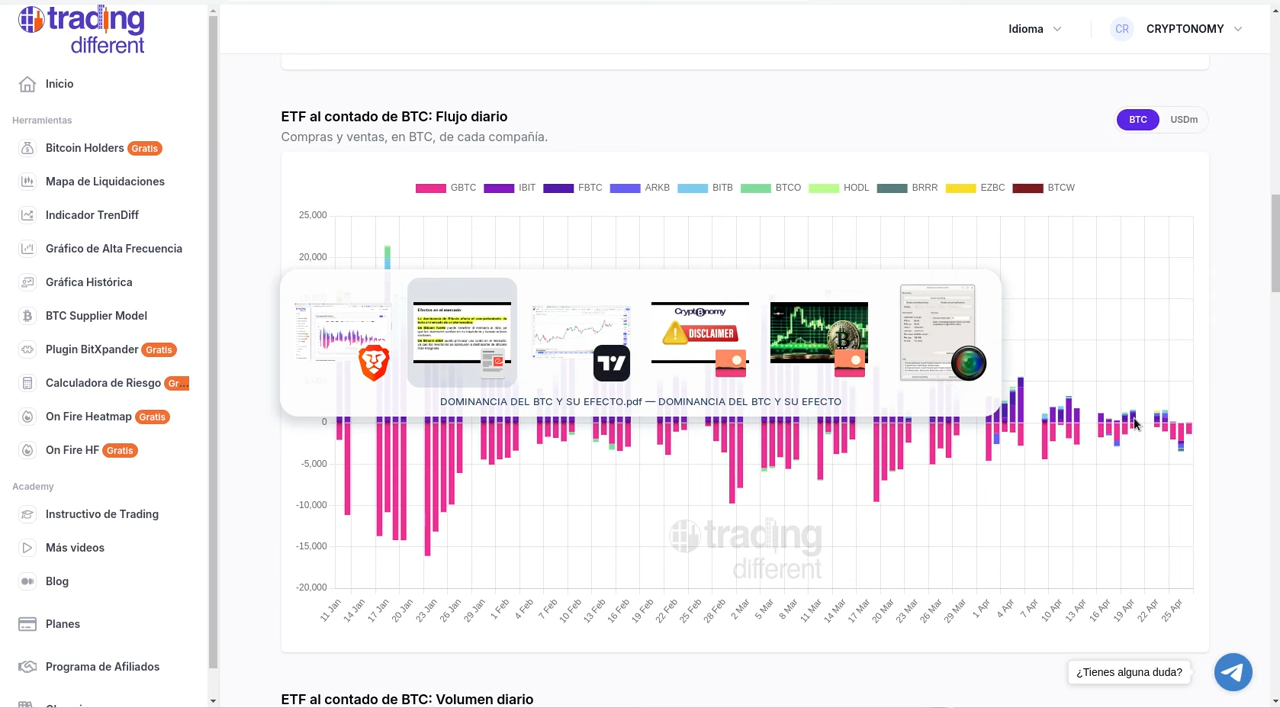 trading
different
Idioma
CR
CRYPTONOMY
Inicio
Herramientas
Bitcoin Holders Gratis
Mapa de Liquidaciones
Indicador TrenDiff
Gráfico de Alta Frecuencia
Gráfica Histórica
BTC Supplier Model
Plugin BitXpander Gratis
Calculadora de Riesgo Gr...
On Fire Heatmap Gratis
On Fire HF Gratis
Academy
Instructivo de Trading
Más videos
Blog
Planes
Programa de Afiliados
ETF al contado de BTC: Flujo diario
Compras y ventas, en BTC, de cada compañía.
BTC
USDm
GBTC IBIT FBTC ARKB BITB BTCO HODL BRRR EZBC BTCW
25,000
20,000
Efectos en el mercado
Cryptonomy
DISCLAIMER
DOMINANCIA DEL BTC Y SU EFECTO.pdf — DOMINANCIA DEL BTC Y SU EFECTO
0
-5,000
-10,000
-15,000
-20,000
trading
different
11 Jan 14 Jan 17 Jan 20 Jan 23 Jan 26 Jan 29 Jan 1 Feb 4 Feb 7 Feb 10 Feb 13 Feb 16 Feb 19 Feb 22 Feb 25 Feb 28 Feb 2 Mar 5 Mar 8 Mar 11 Mar 14 Mar 17 Mar 20 Mar 23 Mar 26 Mar 29 Mar 1 Apr 4 Apr 7 Apr 10 Apr 13 Apr 16 Apr 19 Apr 22 Apr 25 Apr
¿Tienes alguna duda?
ETF al contado de BTC: Volumen diario